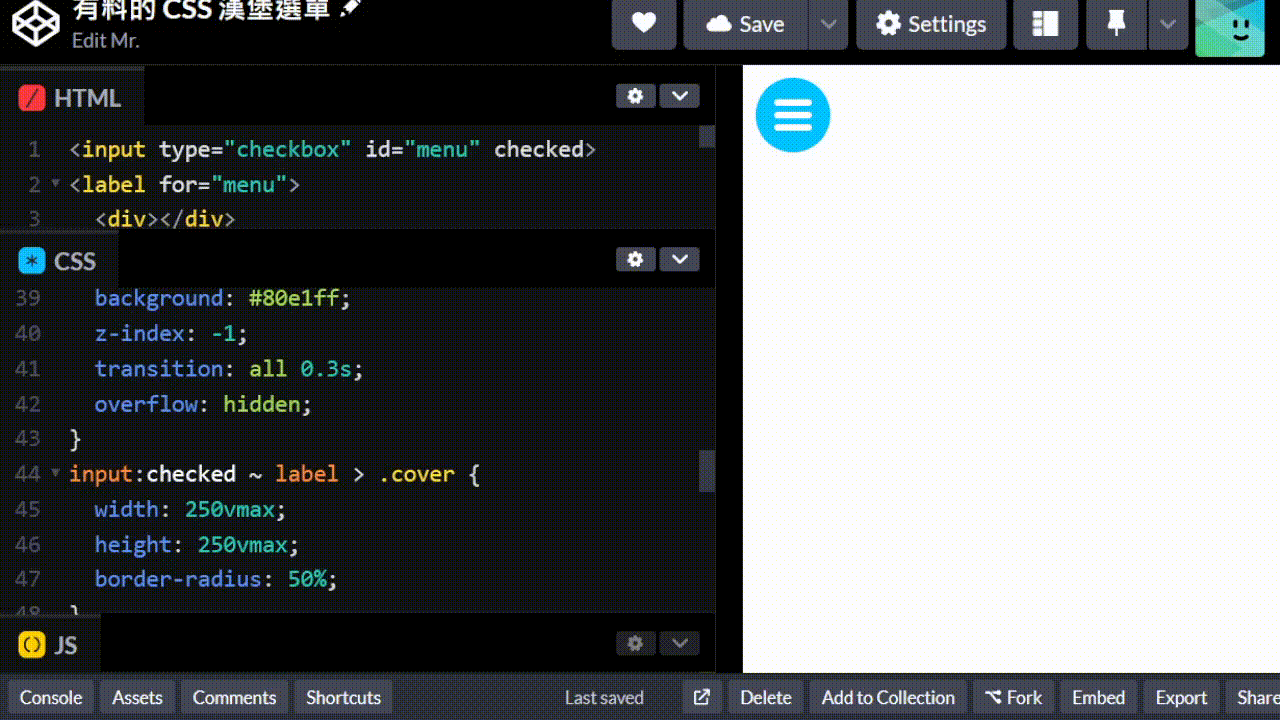 有料的 CSS 漢堡選單
Edit Mr.
Save
Settings
HTML
1 <input type="checkbox" id="menu" checked>
2 <label for="menu">
3 <div></div>
CSS
39 background: #80e1ff;
40 z-index: -1;
41 transition: all 0.3s;
42 overflow: hidden;
43 }
44 input:checked ~ label > .cover {
45 width: 250vmax;
46 height: 250vmax;
47 border-radius: 50%;
48 }
JS
Console Assets Comments Shortcuts Last saved Delete Add to Collection Fork Embed Export Share